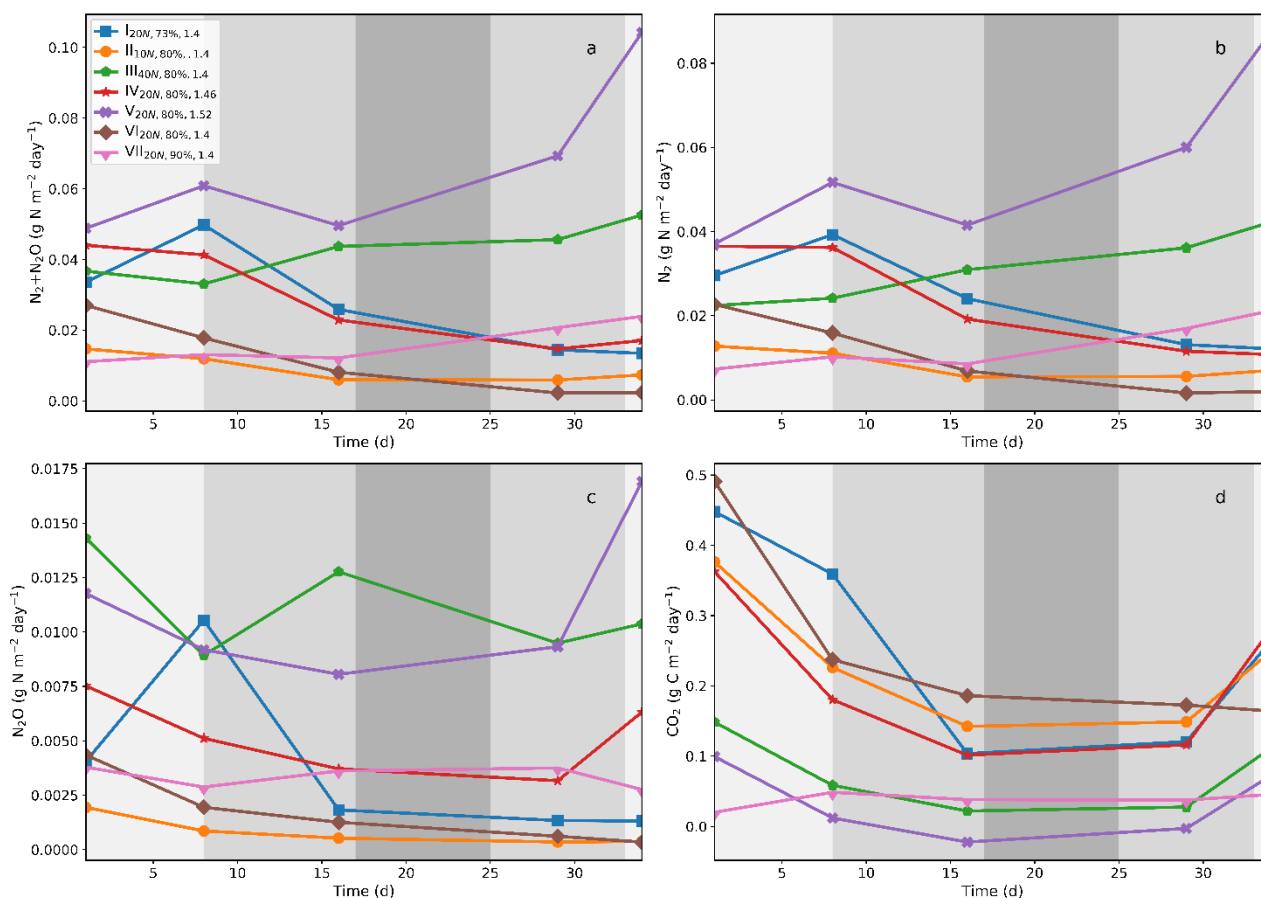 0.10
0.08
0.06
0.04
0.02
0.00
N₂+N₂O (g N m⁻² day⁻¹)
I20N, 73%, 1.4
II10N, 80%, . 1.4
III40N, 80%, 1.4
IV20N, 80%, 1.46
V20N, 80%, 1.52
VI20N, 80%, 1.4
VII20N, 90%, 1.4
a
5 10 15 20 25 30
Time (d)
0.08
0.06
0.04
0.02
0.00
N₂ (g N m⁻² day⁻¹)
b
5 10 15 20 25 30
Time (d)
0.0175
0.0150
0.0125
0.0100
0.0075
0.0050
0.0025
0.0000
N₂O (g N m⁻² day⁻¹)
c
5 10 15 20 25 30
Time (d)
0.5
0.4
0.3
0.2
0.1
0.0
CO₂ (g C m⁻² day⁻¹)
d
5 10 15 20 25 30
Time (d)